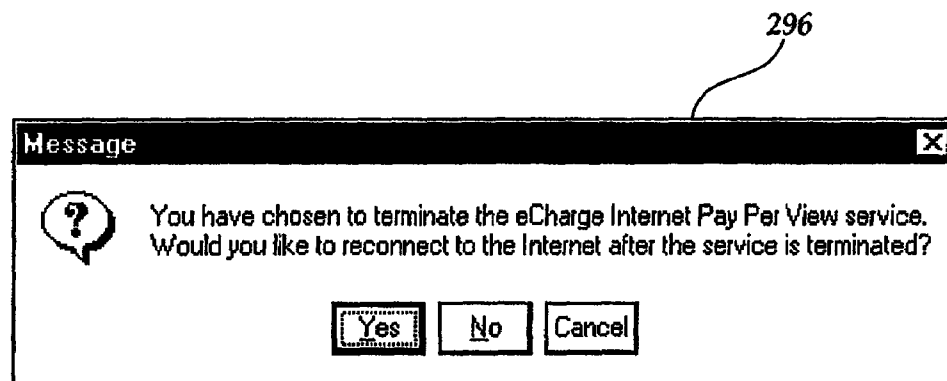 296
Message
You have chosen to terminate the eCharge Internet Pay Per View service.
Would you like to reconnect to the Internet after the service is terminated?
Yes No Cancel